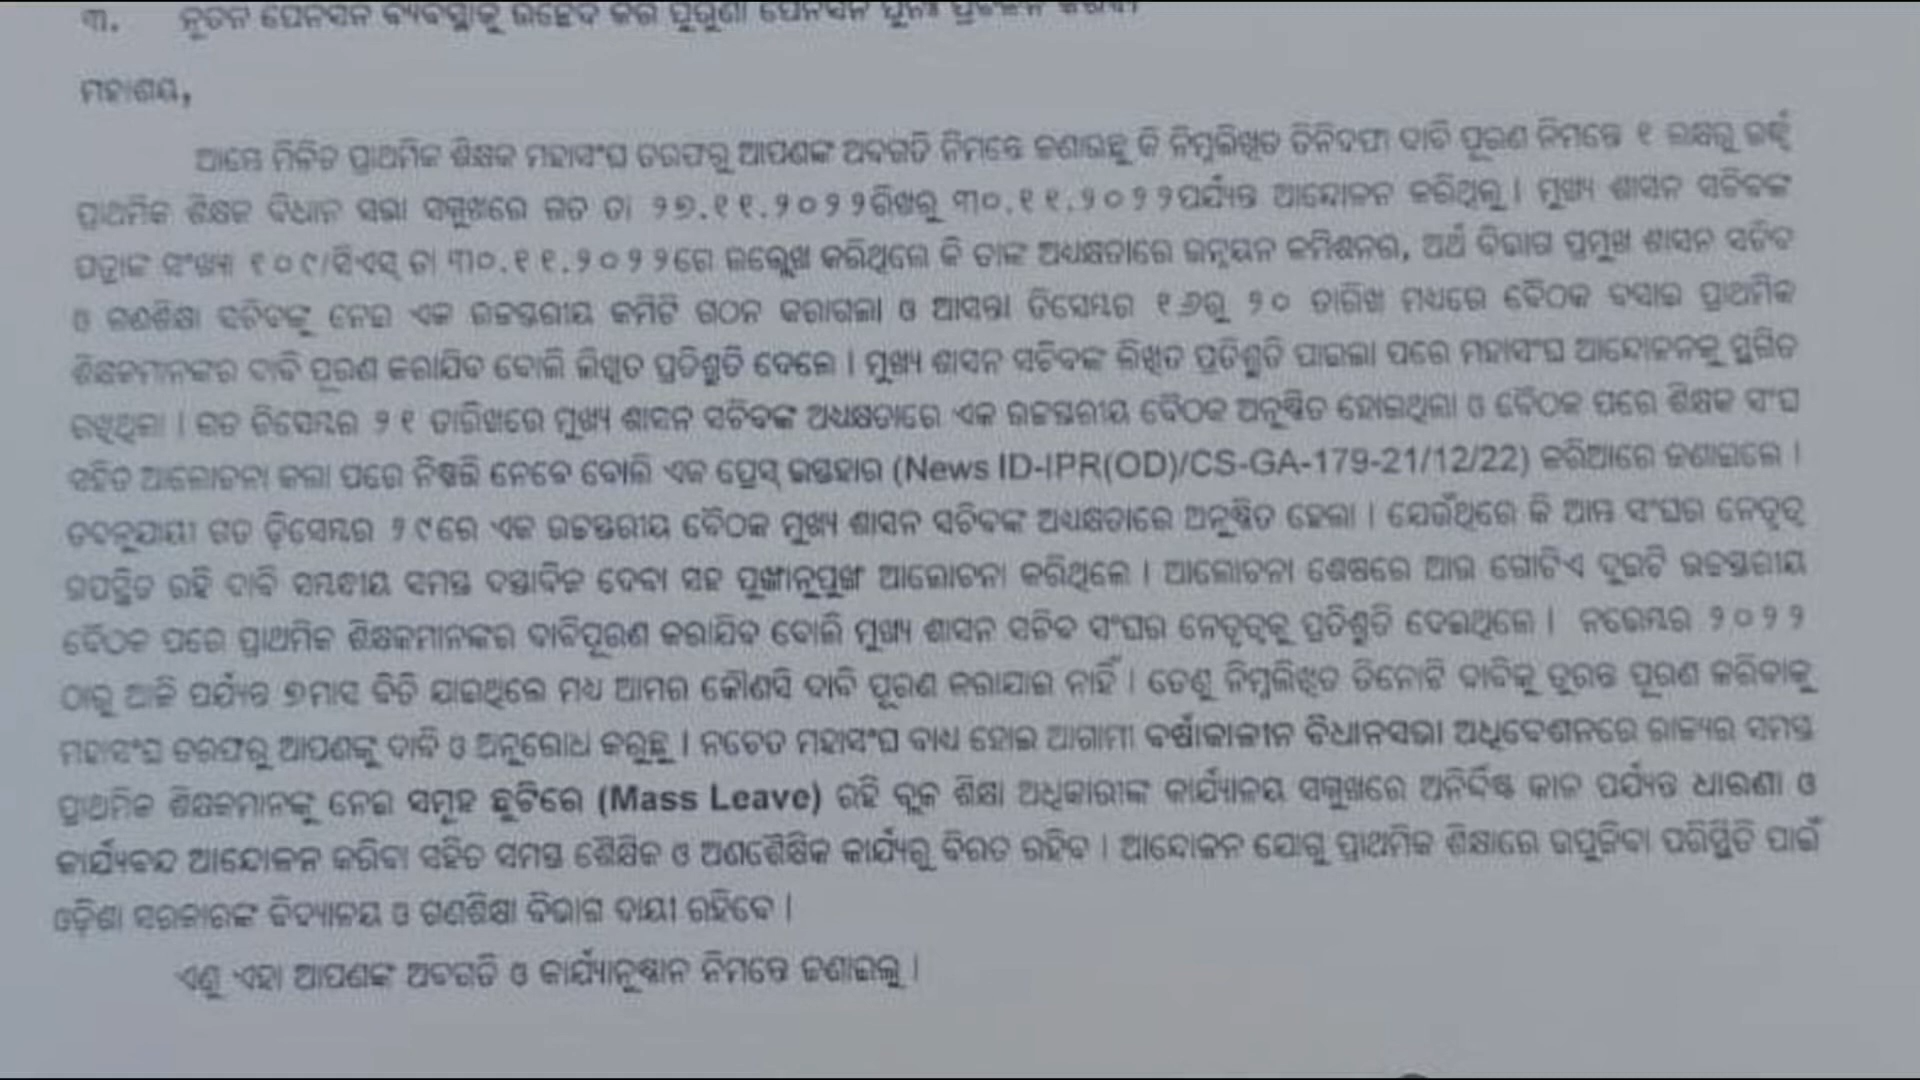 ୩. ନୂତନ ପେନସନ ବ୍ୟବସ୍ଥାକୁ ଉଚ୍ଛେଦ କରି ପୁରୁଣା ପେନସନ ପୁନଃ ପ୍ରଚଳନ କରିବା
ମହାଶୟ,
ଆମ୍ଭେ ମିଳିତ ପ୍ରାଥମିକ ଶିକ୍ଷକ ମହାସଂଘ ତରଫରୁ ଆପଣଙ୍କ ଅବଗତି ନିମନ୍ତେ ଜଣାଉଛୁ କି ନିମ୍ନଲିଖିତ ତିନିଦଫା ଦାବି ପୂରଣ ନିମନ୍ତେ ୧ ଲକ୍ଷରୁ ଉର୍ଦ୍ଧ୍ୱ
ପ୍ରାଥମିକ ଶିକ୍ଷକ ବିଧାନ ସଭା ସମ୍ମୁଖରେ ଗତ ତା ୨୭.୧୧.୨୦୨୨ରିଖରୁ ୩୦.୧୧.୨୦୨୨ପର୍ଯ୍ୟନ୍ତ ଆନ୍ଦୋଳନ କରିଥିଲୁ । ମୁଖ୍ୟ ଶାସନ ସଚିବଙ୍କ
ପତ୍ରାଙ୍କ ସଂଖ୍ୟା ୧୦୯/ସିଏସ୍ ତା ୩୦.୧୧.୨୦୨୨ରେ ଉଲ୍ଲେଖ କରିଥିଲେ କି ତାଙ୍କ ଅଧ୍ୟକ୍ଷତାରେ ଉନ୍ନୟନ କମିଶନର, ଅର୍ଥ ବିଭାଗ ପ୍ରମୁଖ ଶାସନ ସଚିବ
ଓ ଗଣଶିକ୍ଷା ସଚିବଙ୍କୁ ନେଇ ଏକ ଉଚ୍ଚସ୍ତରୀୟ କମିଟି ଗଠନ କରାଗଲା ଓ ଆସନ୍ତା ଡିସେମ୍ବର ୧୬ରୁ ୨୦ ତାରିଖ ମଧ୍ୟରେ ବୈଠକ ବସାଇ ପ୍ରାଥମିକ
ଶିକ୍ଷକମାନଙ୍କର ଦାବି ପୂରଣ କରାଯିବ ବୋଲି ଲିଖିତ ପ୍ରତିଶ୍ରୁତି ଦେଲେ । ମୁଖ୍ୟ ଶାସନ ସଚିବଙ୍କ ଲିଖିତ ପ୍ରତିଶ୍ରୁତି ପାଇଲା ପରେ ମହାସଂଘ ଆନ୍ଦୋଳନକୁ ସ୍ଥଗିତ
ରଖିଥିଲା । ଗତ ଡିସେମ୍ବର ୨୧ ତାରିଖରେ ମୁଖ୍ୟ ଶାସନ ସଚିବଙ୍କ ଅଧ୍ୟକ୍ଷତାରେ ଏକ ଉଚ୍ଚସ୍ତରୀୟ ବୈଠକ ଅନୁଷ୍ଠିତ ହୋଇଥିଲା ଓ ବୈଠକ ପରେ ଶିକ୍ଷକ ସଂଘ
ସହିତ ଆଲୋଚନା କଲା ପରେ ନିଷ୍ପତ୍ତି ନେବେ ବୋଲି ଏକ ପ୍ରେସ୍ ଇସ୍ତାହାର (News ID-IPR(OD)/CS-GA-179-21/12/22) ଜରିଆରେ ଜଣାଇଲେ ।
ତଦନୁଯାୟୀ ଗତ ଡ଼ିସେମ୍ବର ୨୯ରେ ଏକ ଉଚ୍ଚସ୍ତରୀୟ ବୈଠକ ମୁଖ୍ୟ ଶାସନ ସଚିବଙ୍କ ଅଧ୍ୟକ୍ଷତାରେ ଅନୁଷ୍ଠିତ ହେଲା । ଯେଉଁଥିରେ କି ଆମ ସଂଘର ନେତୃତ୍ୱ
ଉପସ୍ଥିତ ରହି ଦାବି ସମ୍ବନ୍ଧୀୟ ସମସ୍ତ ଦସ୍ତାବିଜ ଦେବା ସହ ପୁଙ୍ଖାନୁପୁଙ୍ଖ ଆଲୋଚନା କରିଥିଲେ । ଆଲୋଚନା ଶେଷରେ ଆଉ ଗୋଟିଏ ଦୁଇଟି ଉଚ୍ଚସ୍ତରୀୟ
ବୈଠକ ପରେ ପ୍ରାଥମିକ ଶିକ୍ଷକମାନଙ୍କର ଦାବିପୂରଣ କରାଯିବ ବୋଲି ମୁଖ୍ୟ ଶାସନ ସଚିବ ସଂଘର ନେତୃତ୍ୱକୁ ପ୍ରତିଶ୍ରୁତି ଦେଇଥିଲେ । ନଭେମ୍ବର ୨୦୨୨
ଠାରୁ ଆଜି ପର୍ଯ୍ୟନ୍ତ ୭ମାସ ବିତି ଯାଇଥିଲେ ମଧ୍ୟ ଆମର କୌଣସି ଦାବି ପୂରଣ କରାଯାଇ ନାହିଁ । ତେଣୁ ନିମ୍ନଲିଖିତ ତିନୋଟି ଦାବିକୁ ତୁରନ୍ତ ପୂରଣ କରିବାକୁ
ମହାସଂଘ ତରଫରୁ ଆପଣଙ୍କୁ ଦାବି ଓ ଅନୁରୋଧ କରୁଛୁ । ନଚେତ ମହାସଂଘ ବାଧ୍ୟ ହୋଇ ଆଗାମୀ ବର୍ଷାକାଳୀନ ବିଧାନସଭା ଅଧିବେଶନରେ ରାଜ୍ୟର ସମସ୍ତ
ପ୍ରାଥମିକ ଶିକ୍ଷକମାନଙ୍କୁ ନେଇ ସମୂହ ଛୁଟିରେ (Mass Leave) ରହି ବ୍ଲକ ଶିକ୍ଷା ଅଧିକାରୀଙ୍କ କାର୍ଯ୍ୟାଳୟ ସମ୍ମୁଖରେ ଅନିର୍ଦ୍ଦିଷ୍ଟ କାଳ ପର୍ଯ୍ୟନ୍ତ ଧାରଣା ଓ
କାର୍ଯ୍ୟବନ୍ଦ ଆନ୍ଦୋଳନ କରିବା ସହିତ ସମସ୍ତ ଶୈକ୍ଷିକ ଓ ଅଣଶୈକ୍ଷିକ କାର୍ଯ୍ୟରୁ ବିରତ ରହିବ । ଆନ୍ଦୋଳନ ଯୋଗୁ ପ୍ରାଥମିକ ଶିକ୍ଷାରେ ଉପୁଜିବା ପରିସ୍ଥିତି ପାଇଁ
ଓଡ଼ିଶା ସରକାରଙ୍କ ବିଦ୍ୟାଳୟ ଓ ଗଣଶିକ୍ଷା ବିଭାଗ ଦାୟୀ ରହିବେ ।
ଏଣୁ ଏହା ଆପଣଙ୍କ ଅବଗତି ଓ କାର୍ଯ୍ୟାନୁଷ୍ଠାନ ନିମନ୍ତେ ଜଣାଇଲୁ ।